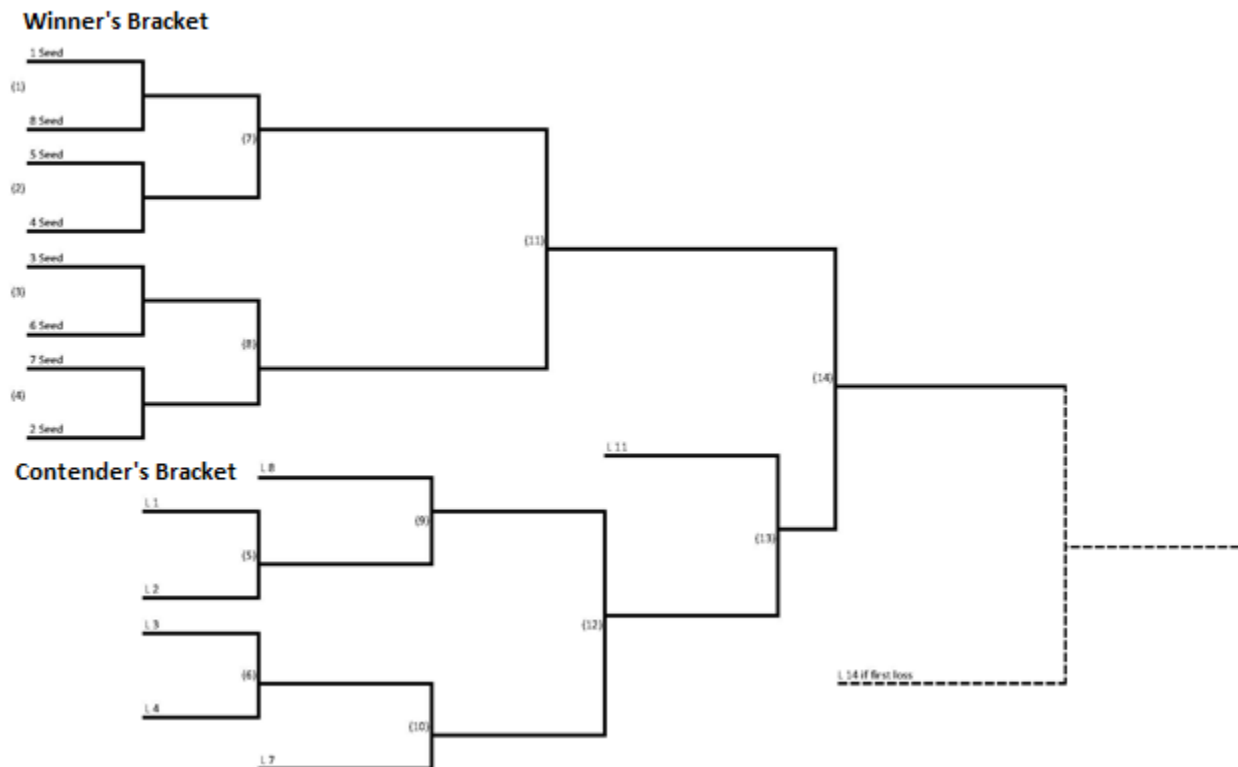 Winner's Bracket
1 Seed
(1)
8 Seed
(7)
5 Seed
(2)
4 Seed
(11)
3 Seed
(3)
6 Seed
(8)
7 Seed
(4)
2 Seed
(14)
L 11
Contender's Bracket
L 8
L 1
(9)
(5)
L 2
(13)
L 3
(12)
(6)
L 14 if first loss
L 4
(10)
L 7